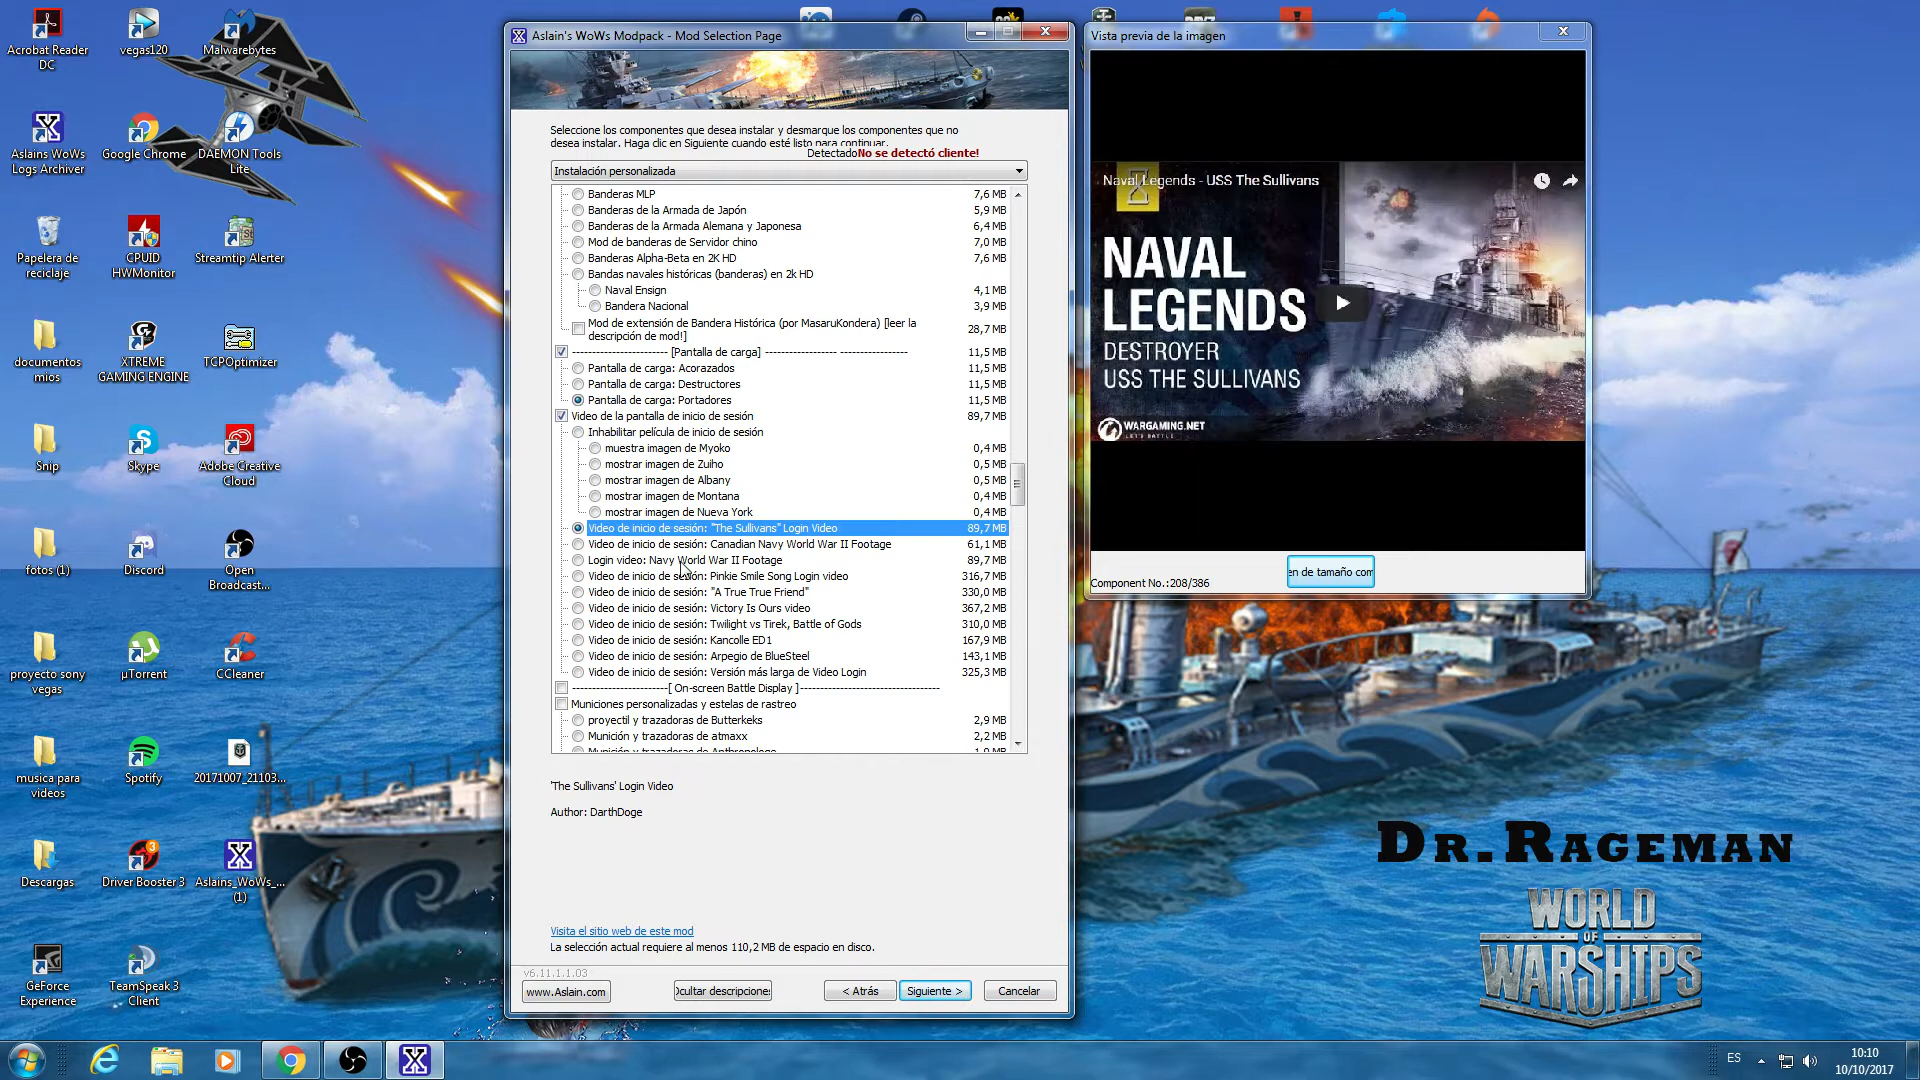 Acrobat Reader
DC
vegas120
Malwarebytes
Aslains WoWs
Logs Archiver
Google Chrome
DAEMON Tools
Lite
Papelera de
reciclaje
CPUID
HWMonitor
Streamtip Alerter
documentos
mios
XTREME
GAMING ENGINE
TCPOptimizer
Snip
Skype
Adobe Creative
Cloud
fotos (1)
Discord
Open
Broadcast...
proyecto sony
vegas
µTorrent
CCleaner
musica para
videos
Spotify
20171007_21103...
Descargas
Driver Booster 3
Aslains_WoWs_...
(1)
GeForce
Experience
TeamSpeak 3
Client
Aslain's WoWs Modpack - Mod Selection Page
Seleccione los componentes que desea instalar y desmarque los componentes que no
desea instalar. Haga clic en Siguiente cuando esté listo para continuar.
Detectado No se detectó cliente!
Instalación personalizada
Banderas MLP 7,6 MB
Banderas de la Armada de Japón 5,9 MB
Banderas de la Armada Alemana y Japonesa 6,4 MB
Mod de banderas de Servidor chino 7,0 MB
Banderas Alpha-Beta en 2K HD 7,6 MB
Bandas navales históricas (banderas) en 2k HD
Naval Ensign 4,1 MB
Bandera Nacional 3,9 MB
Mod de extensión de Bandera Histórica (por MasaruKondera) [leer la
descripción de mod!] 28,7 MB
------------------------ [Pantalla de carga] ------------------ ----------------- 11,5 MB
Pantalla de carga: Acorazados 11,5 MB
Pantalla de carga: Destructores 11,5 MB
Pantalla de carga: Portadores 11,5 MB
Video de la pantalla de inicio de sesión 89,7 MB
Inhabilitar película de inicio de sesión
muestra imagen de Myoko 0,4 MB
mostrar imagen de Zuiho 0,5 MB
mostrar imagen de Albany 0,5 MB
mostrar imagen de Montana 0,4 MB
mostrar imagen de Nueva York 0,4 MB
Video de inicio de sesión: "The Sullivans" Login Video 89,7 MB
Video de inicio de sesión: Canadian Navy World War II Footage 61,1 MB
Login video: Navy World War II Footage 89,7 MB
Video de inicio de sesión: Pinkie Smile Song Login video 316,7 MB
Video de inicio de sesión: "A True True Friend" 330,0 MB
Video de inicio de sesión: Victory Is Ours video 367,2 MB
Video de inicio de sesión: Twilight vs Tirek, Battle of Gods 310,0 MB
Video de inicio de sesión: Kancolle ED1 167,9 MB
Video de inicio de sesión: Arpegio de BlueSteel 143,1 MB
Video de inicio de sesión: Versión más larga de Video Login 325,3 MB
------------------------[ On-screen Battle Display ]-----------------------------------
Municiones personalizadas y estelas de rastreo
proyectil y trazadoras de Butterkeks 2,9 MB
Munición y trazadoras de atmaxx 2,2 MB
Munición y trazadoras de Anthropologe 1,0 MB
'The Sullivans' Login Video
Author: DarthDoge
Visita el sitio web de este mod
La selección actual requiere al menos 110,2 MB de espacio en disco.
v6.11.1.1.03
www.Aslain.com
Ocultar descripciones
< Atrás
Siguiente >
Cancelar
Vista previa de la imagen
Naval Legends - USS The Sullivans
NAVAL
LEGENDS
DESTROYER
USS THE SULLIVANS
WARGAMING.NET
LET'S BATTLE
Component No.:208/386
en de tamaño com
DR.RAGEMAN
WORLD
OF
WARSHIPS
ES
10:10
10/10/2017